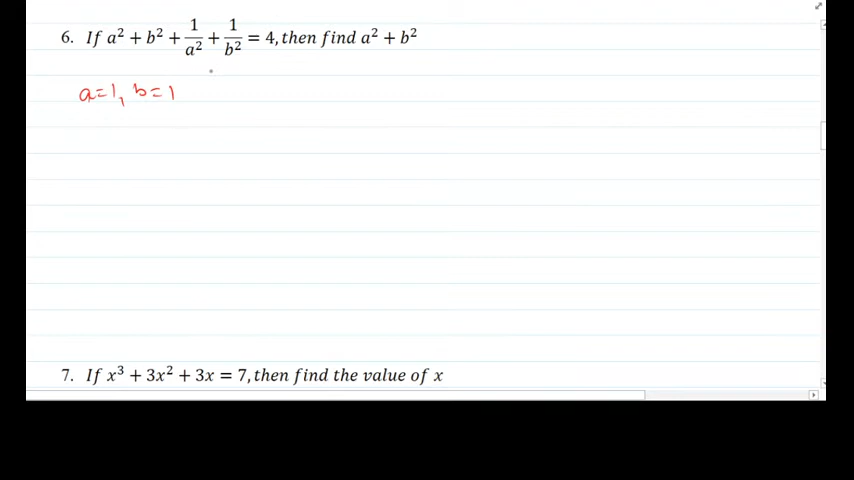 6. If a² + b² + 1/a² + 1/b² = 4, then find a² + b²
a=1, b=1
7. If x³ + 3x² + 3x = 7, then find the value of x